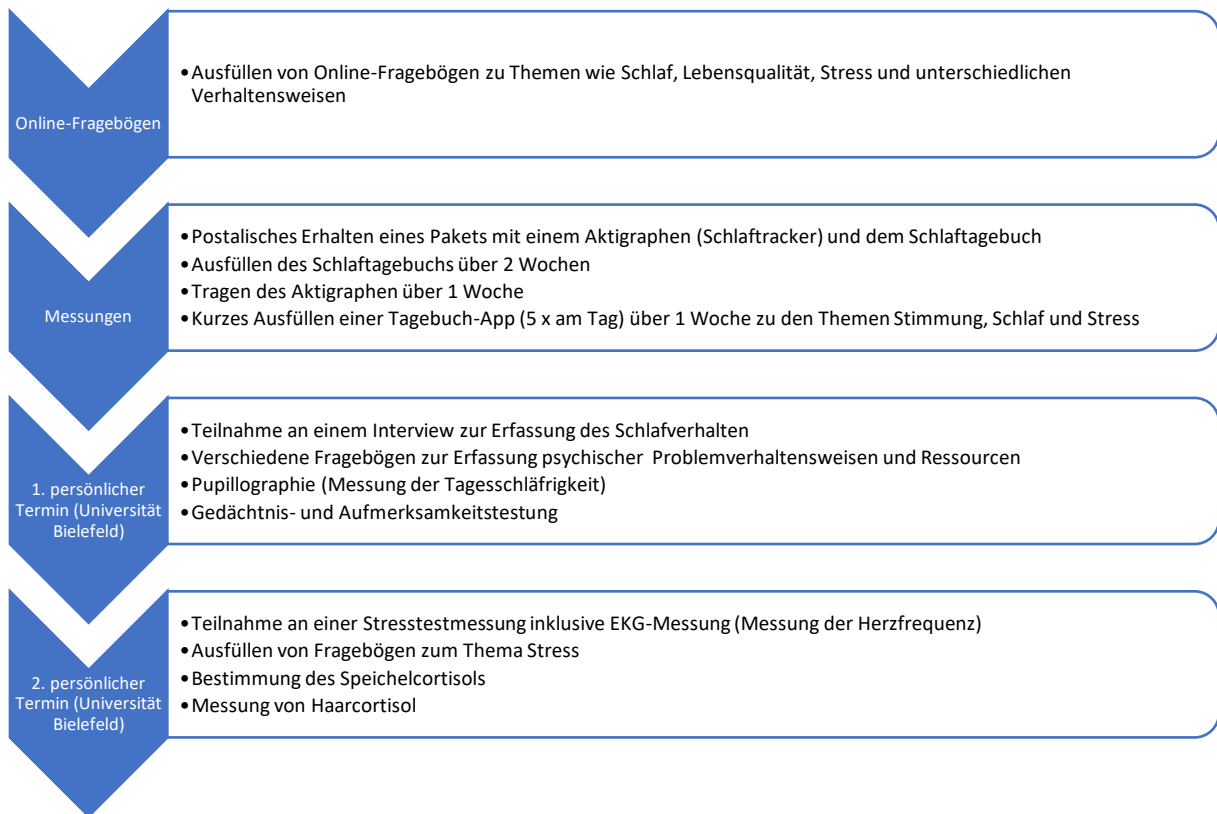 Online-Fragebögen
•Ausfüllen von Online-Fragebögen zu Themen wie Schlaf, Lebensqualität, Stress und unterschiedlichen
Verhaltensweisen
Messungen
•Postalisches Erhalten eines Pakets mit einem Aktigraphen (Schlaftracker) und dem Schlaftagebuch
•Ausfüllen des Schlaftagebuchs über 2 Wochen
•Tragen des Aktigraphen über 1 Woche
•Kurzes Ausfüllen einer Tagebuch-App (5 x am Tag) über 1 Woche zu den Themen Stimmung, Schlaf und Stress
1. persönlicher
Termin (Universität
Bielefeld)
•Teilnahme an einem Interview zur Erfassung des Schlafverhalten
•Verschiedene Fragebögen zur Erfassung psychischer Problemverhaltensweisen und Ressourcen
•Pupillographie (Messung der Tagesschläfrigkeit)
•Gedächtnis- und Aufmerksamkeitstestung
2. persönlicher
Termin (Universität
Bielefeld)
•Teilnahme an einer Stresstestmessung inklusive EKG-Messung (Messung der Herzfrequenz)
•Ausfüllen von Fragebögen zum Thema Stress
•Bestimmung des Speichelcortisols
•Messung von Haarcortisol